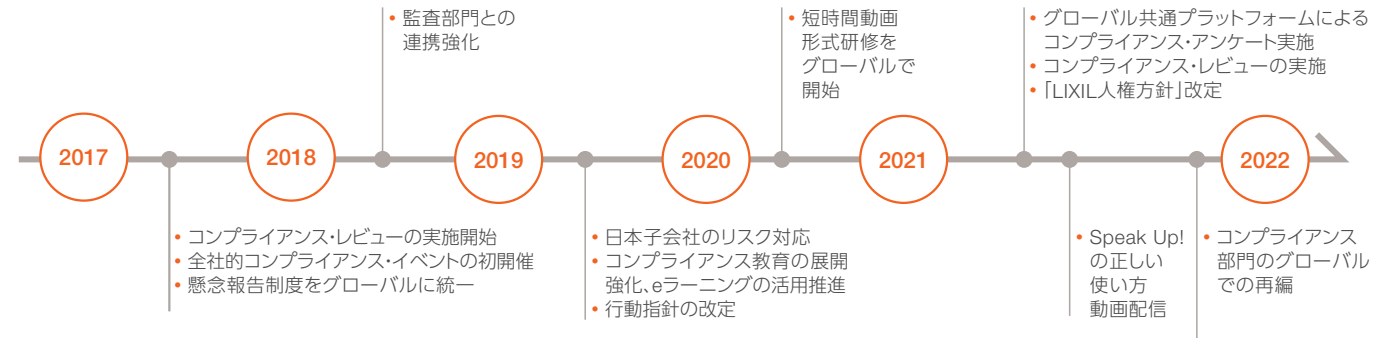 • 監査部門との
連携強化
• 短時間動画
形式研修を
グローバルで
開始
• グローバル共通プラットフォームによる
コンプライアンス・アンケート実施
• コンプライアンス・レビューの実施
• 「LIXIL人権方針」改定
2017
2018
2019
2020
2021
2022
• コンプライアンス・レビューの実施開始
• 全社的コンプライアンス・イベントの初開催
• 懸念報告制度をグローバルに統一
• 日本子会社のリスク対応
• コンプライアンス教育の展開
強化、eラーニングの活用推進
• 行動指針の改定
• Speak Up!
の正しい
使い方
動画配信
• コンプライアンス
部門のグローバル
での再編